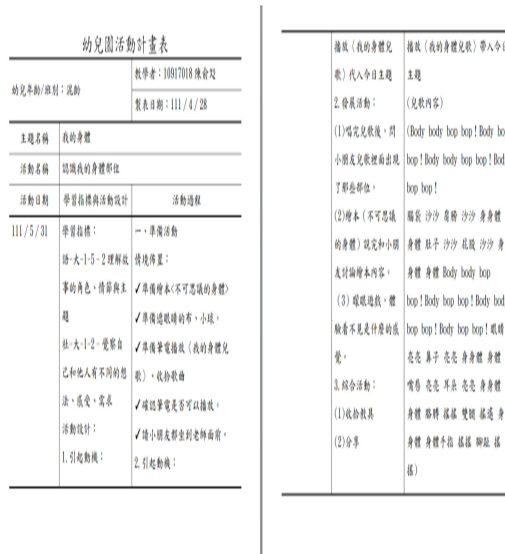 幼兒園活動計畫表
幼兒年齡/班別：混齡
教學者：10917018 陳俞
製表日期：111/4/28
主題名稱 我的身體
活動名稱 認識我的身體部位
活動日期 學習指標與活動設計 活動過程
111/5/31
學習指標：
語-大-1-5-2 理解故
事的角色、情節與主
題
社-大-1-2- 覺察自
己和他人有不同的想
法、感受、需求
活動設計：
1.引起動機：
一、準備活動
情境佈置：
✓準備繪本<不可思議的身體>
✓準備遮眼睛的布、小球。
✓準備筆電播放（我的身體兒
歌）、收拾歌曲
✓確認筆電是否可以播放。
✓請小朋友都坐到老師面前。
2.引起動機：
播放（我的身體兒
歌）代入今日主題
2.發展活動：
(1)唱完兒歌後，問
小朋友兒歌裡面出現
了那些部位。
(2)繪本（不可思議
的身體）說完和小朋
友討論繪本內容。
（3）矇眼遊戲，體
驗看不見是什麼的感
覺。
3.綜合活動：
(1)收拾教具
(2)分享
播放（我的身體兒歌）帶入今日
主題
(兒歌內容)
(Body body bop bop！Body bo
bop！Body body bop bop！Bod
bop bop！
腦袋 沙沙 肩膀 沙沙 身身體
身體 肚子 沙沙 屁股 沙沙 身
身體 身體 Body body bop
bop！Body bop bop！Body bod
bop bop！Body bop bop！眼睛
亮亮 鼻子 亮亮 身身體 身體
嘴唇 亮亮 耳朵 亮亮 身身體
身體 胳膊 搖搖 雙腿 搖搖 身
身體 身體手指 搖搖 腳趾 搖
搖)